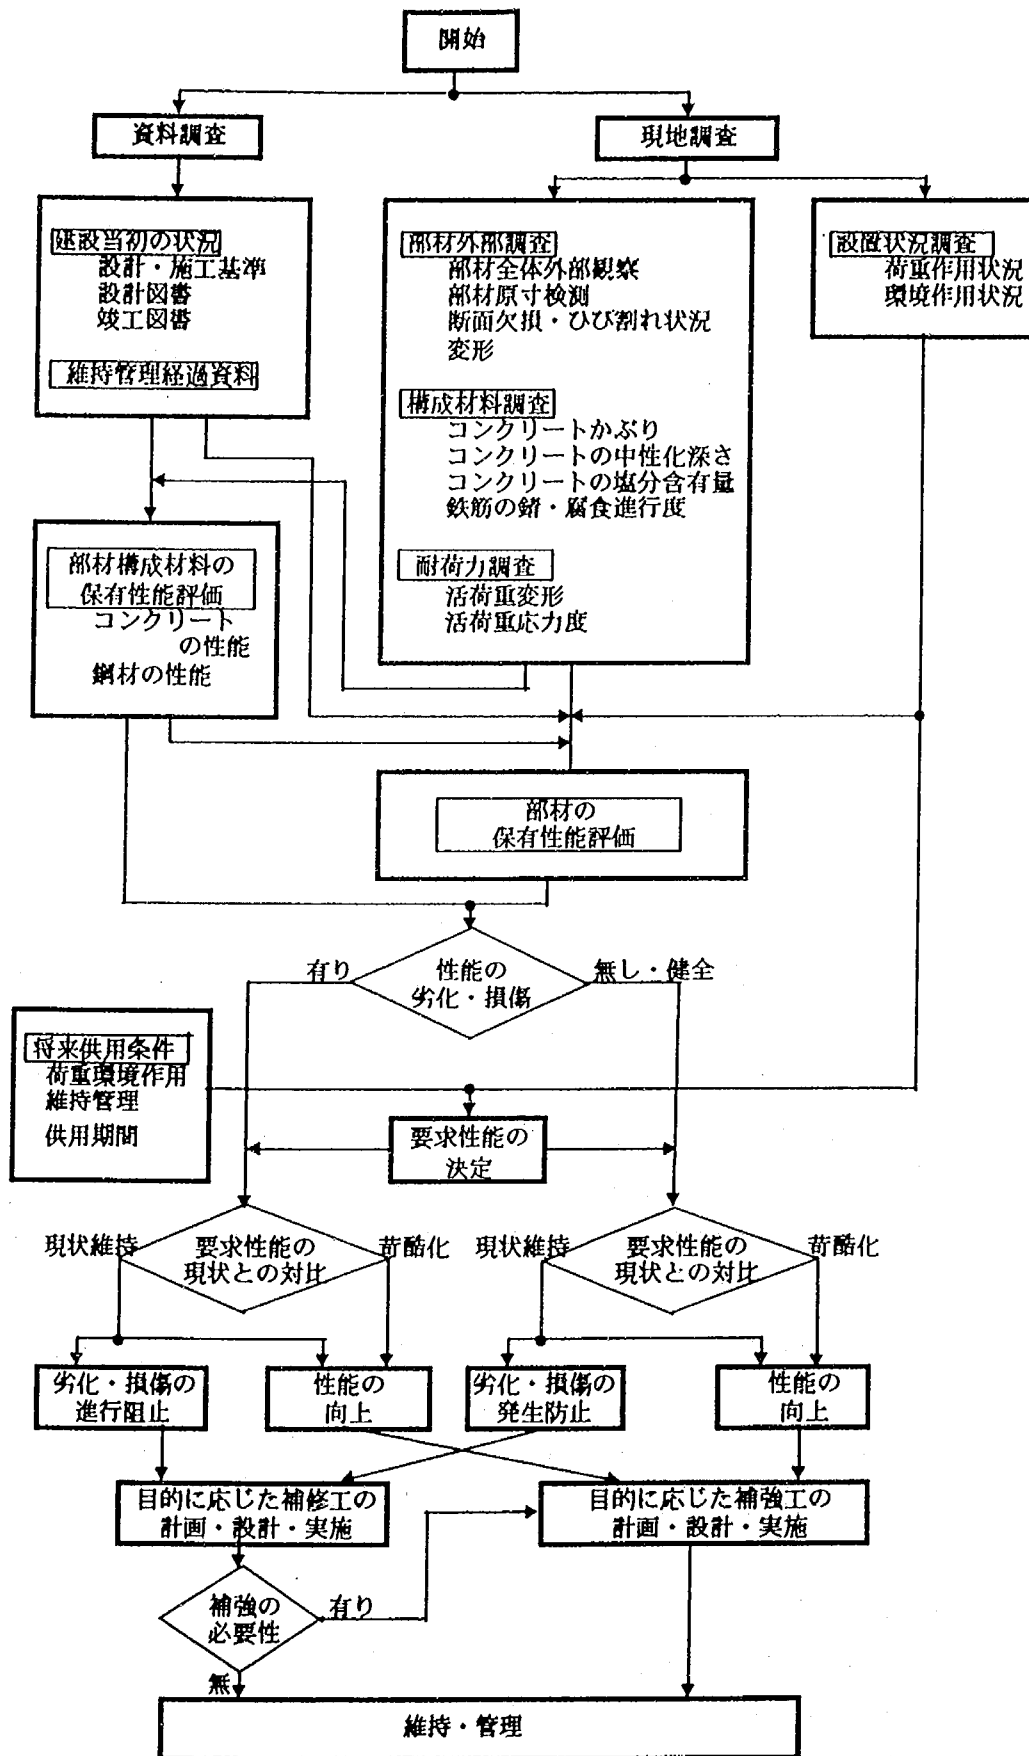 開始
資料調査
現地調査
建設当初の状況
設計・施工基準
設計図書
竣工図書
維持管理経過資料
部材外部調査
部材全体外部観察
部材原寸検測
断面欠損・ひび割れ状況
変形
構成材料調査
コンクリートかぶり
コンクリートの中性化深さ
コンクリートの塩分含有量
鉄筋の錆・腐食進行度
耐荷力調査
活荷重変形
活荷重応力度
設置状況調査
荷重作用状況
環境作用状況
部材構成材料の
保有性能評価
コンクリート
の性能
鋼材の性能
部材の
保有性能評価
有り
性能の
劣化・損傷
無し・健全
将来供用条件
荷重環境作用
維持管理
供用期間
要求性能の
決定
現状維持
要求性能の
現状との対比
苛酷化
現状維持
要求性能の
現状との対比
苛酷化
劣化・損傷の
進行阻止
性能の
向上
劣化・損傷の
発生防止
性能の
向上
目的に応じた補修工の
計画・設計・実施
目的に応じた補強工の
計画・設計・実施
補強の
必要性
有り
無
維持・管理